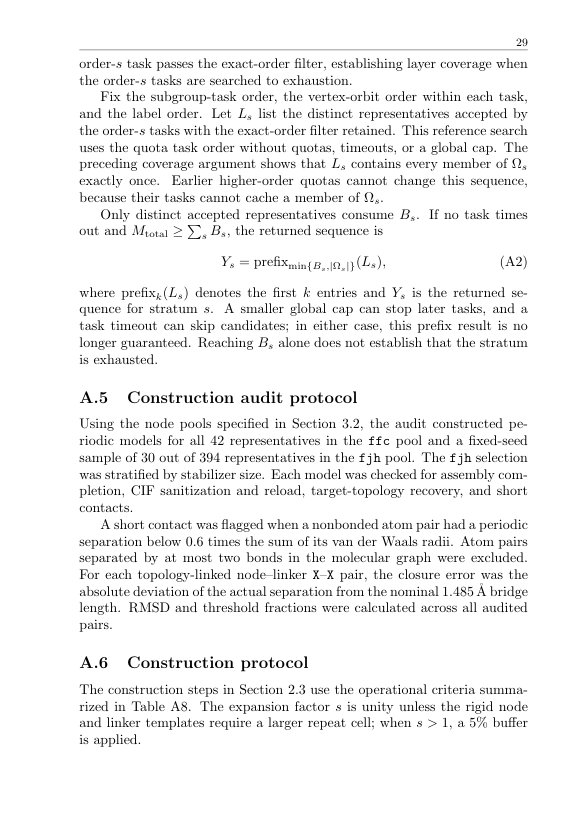 29
order-s task passes the exact-order filter, establishing layer coverage when
the order-s tasks are searched to exhaustion.
Fix the subgroup-task order, the vertex-orbit order within each task,
and the label order. Let Lₛ list the distinct representatives accepted by
the order-s tasks with the exact-order filter retained. This reference search
uses the quota task order without quotas, timeouts, or a global cap. The
preceding coverage argument shows that Lₛ contains every member of Ωₛ
exactly once. Earlier higher-order quotas cannot change this sequence,
because their tasks cannot cache a member of Ωₛ.
Only distinct accepted representatives consume Bₛ. If no task times
out and M_total ≥ ∑ₛ Bₛ, the returned sequence is
Yₛ = prefix_min{Bₛ,|Ωₛ|}(Lₛ), (A2)
where prefixₖ(Lₛ) denotes the first k entries and Yₛ is the returned se-
quence for stratum s. A smaller global cap can stop later tasks, and a
task timeout can skip candidates; in either case, this prefix result is no
longer guaranteed. Reaching Bₛ alone does not establish that the stratum
is exhausted.
A.5 Construction audit protocol
Using the node pools specified in Section 3.2, the audit constructed pe-
riodic models for all 42 representatives in the ffc pool and a fixed-seed
sample of 30 out of 394 representatives in the fjh pool. The fjh selection
was stratified by stabilizer size. Each model was checked for assembly com-
pletion, CIF sanitization and reload, target-topology recovery, and short
contacts.
A short contact was flagged when a nonbonded atom pair had a periodic
separation below 0.6 times the sum of its van der Waals radii. Atom pairs
separated by at most two bonds in the molecular graph were excluded.
For each topology-linked node–linker X–X pair, the closure error was the
absolute deviation of the actual separation from the nominal 1.485 Å bridge
length. RMSD and threshold fractions were calculated across all audited
pairs.
A.6 Construction protocol
The construction steps in Section 2.3 use the operational criteria summa-
rized in Table A8. The expansion factor s is unity unless the rigid node
and linker templates require a larger repeat cell; when s > 1, a 5% buffer
is applied.